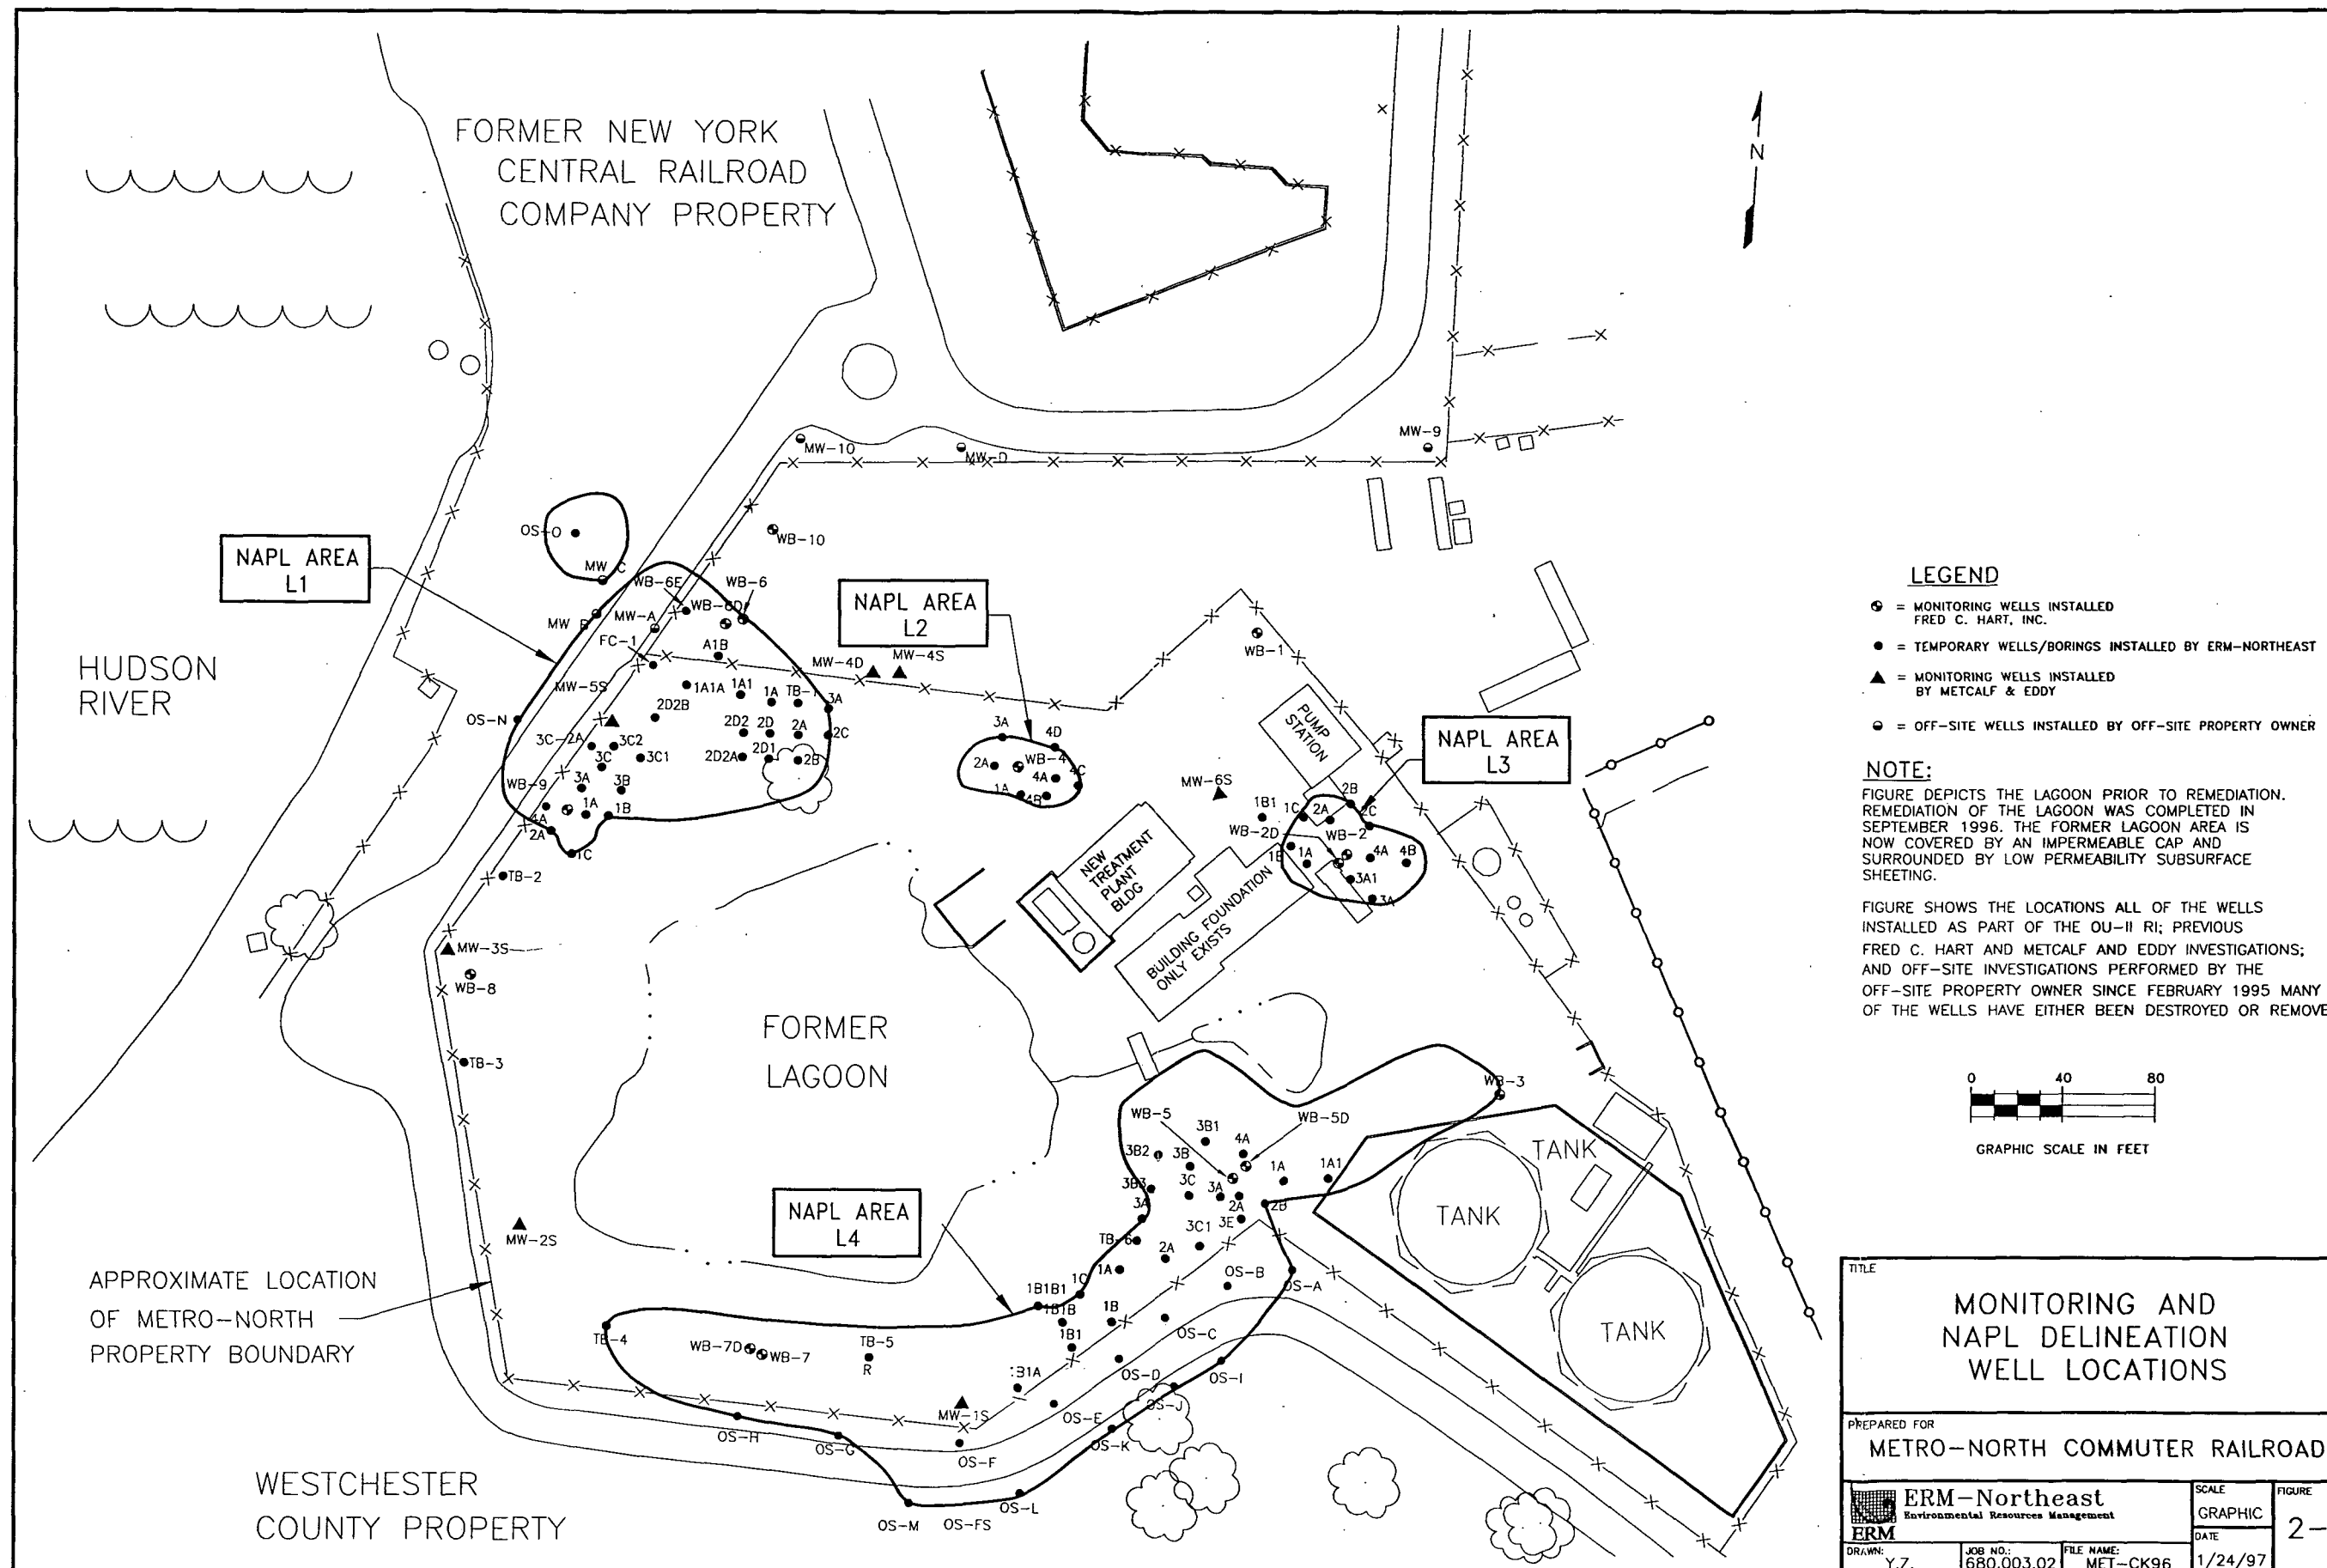 FORMER NEW YORK
CENTRAL RAILROAD
COMPANY PROPERTY
N
MW-10
MW-D
MW-9
OS-O
WB-10
NAPL AREA
L1
MW C
WB-6E
WB-6
MW B
MW-A
WB-6D
FC-1
A1B
NAPL AREA
L2
MW-4D
MW-4S
WB-1
HUDSON
RIVER
MW-5S
1A1A
1A1
1A
TB-1
3A
OS-N
2D2B
2D2
2D
2A
2C
3C-2A
3C2
3C
3C1
2D2A
2D1
2B
WB-9
3A
3B
4A
1A
1B
2A
1C
TB-2
3A
4D
2A
WB-4
4A
4C
1A
4B
PUMP
STATION
NAPL AREA
L3
MW-6S
1B1
1C
2A
2B
2C
WB-2D
WB-2
1B
1A
4A
4B
3A1
3A
NEW
TREATMENT
PLANT
BLDG
BUILDING FOUNDATION
ONLY EXISTS
MW-3S
WB-8
TB-3
FORMER
LAGOON
WB-3
WB-5
WB-5D
3B1
4A
3B2
3B
1A
1A1
3B3
3C
3A
2A
2B
3A
3C1
3E
TB-6
2A
1A
OS-B
OS-A
TANK
TANK
TANK
NAPL AREA
L4
MW-2S
APPROXIMATE LOCATION
OF METRO-NORTH
PROPERTY BOUNDARY
1B1B1
1C
1B1B
1B
OS-C
TB-4
WB-7D
WB-7
TB-5
R
1B1
OS-D
OS-I
MW-1S
OS-E
OS-J
OS-H
OS-G
OS-F
OS-K
OS-L
OS-M
OS-FS
WESTCHESTER
COUNTY PROPERTY
LEGEND
= MONITORING WELLS INSTALLED
FRED C. HART, INC.
= TEMPORARY WELLS/BORINGS INSTALLED BY ERM-NORTHEAST
= MONITORING WELLS INSTALLED
BY METCALF & EDDY
= OFF-SITE WELLS INSTALLED BY OFF-SITE PROPERTY OWNER
NOTE:
FIGURE DEPICTS THE LAGOON PRIOR TO REMEDIATION.
REMEDIATION OF THE LAGOON WAS COMPLETED IN
SEPTEMBER 1996. THE FORMER LAGOON AREA IS
NOW COVERED BY AN IMPERMEABLE CAP AND
SURROUNDED BY LOW PERMEABILITY SUBSURFACE
SHEETING.
FIGURE SHOWS THE LOCATIONS ALL OF THE WELLS
INSTALLED AS PART OF THE OU-II RI; PREVIOUS
FRED C. HART AND METCALF AND EDDY INVESTIGATIONS;
AND OFF-SITE INVESTIGATIONS PERFORMED BY THE
OFF-SITE PROPERTY OWNER SINCE FEBRUARY 1995 MANY
OF THE WELLS HAVE EITHER BEEN DESTROYED OR REMOVE
0 40 80
GRAPHIC SCALE IN FEET
TITLE
MONITORING AND
NAPL DELINEATION
WELL LOCATIONS
PREPARED FOR
METRO-NORTH COMMUTER RAILROAD
ERM-Northeast
Environmental Resources Management
ERM
SCALE
GRAPHIC
FIGURE
2-
DATE
1/24/97
DRAWN:
Y.Z.
JOB NO.:
680.003.02
FILE NAME:
MET-CK96